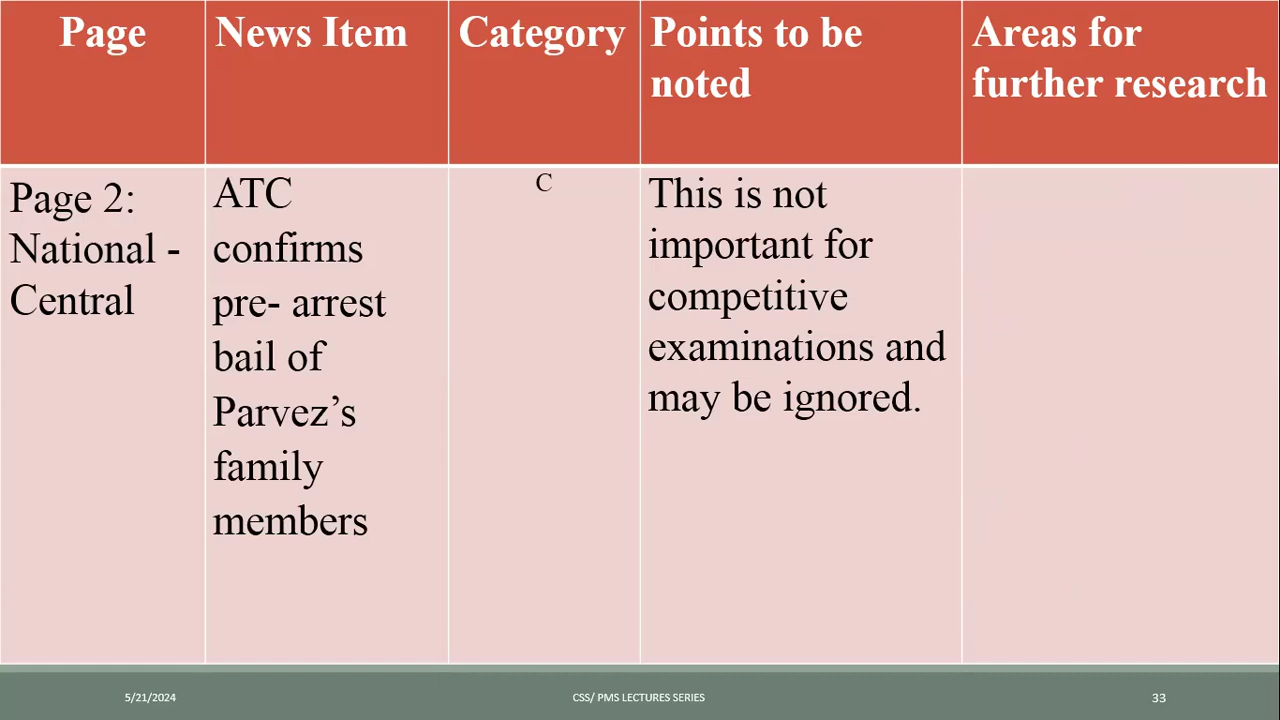 Page
News Item
Category
Points to be
noted
Areas for
further research
Page 2:
National -
Central
ATC
confirms
pre- arrest
bail of
Parvez’s
family
members
C
This is not
important for
competitive
examinations and
may be ignored.
5/21/2024
CSS/ PMS LECTURES SERIES
33